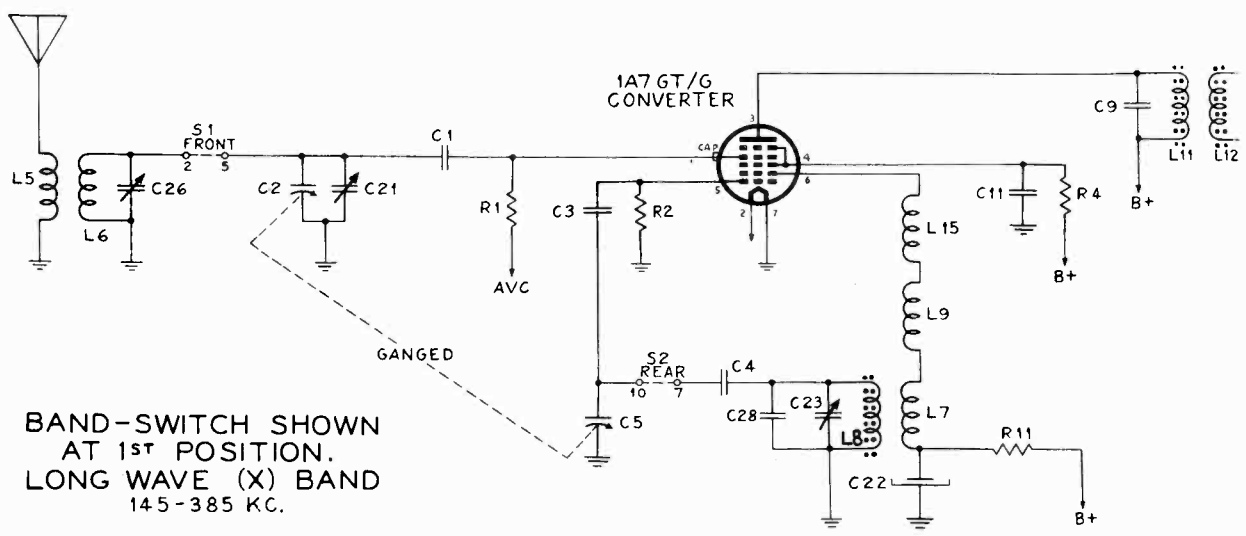 1A7 GT/G
CONVERTER
3
CAP
4
6
5
2 7
C9
L11 L12
B+
S1
FRONT
2 5
C1
L5
L6
C26
C2
C21
R1
AVC
C3
R2
C11
R4
B+
L15
L9
L7
GANGED
S2
REAR
10 7
C4
C5
C28
C23
L8
C22
R11
B+
BAND-SWITCH SHOWN
AT 1ST POSITION.
LONG WAVE (X) BAND
145-385 KC.